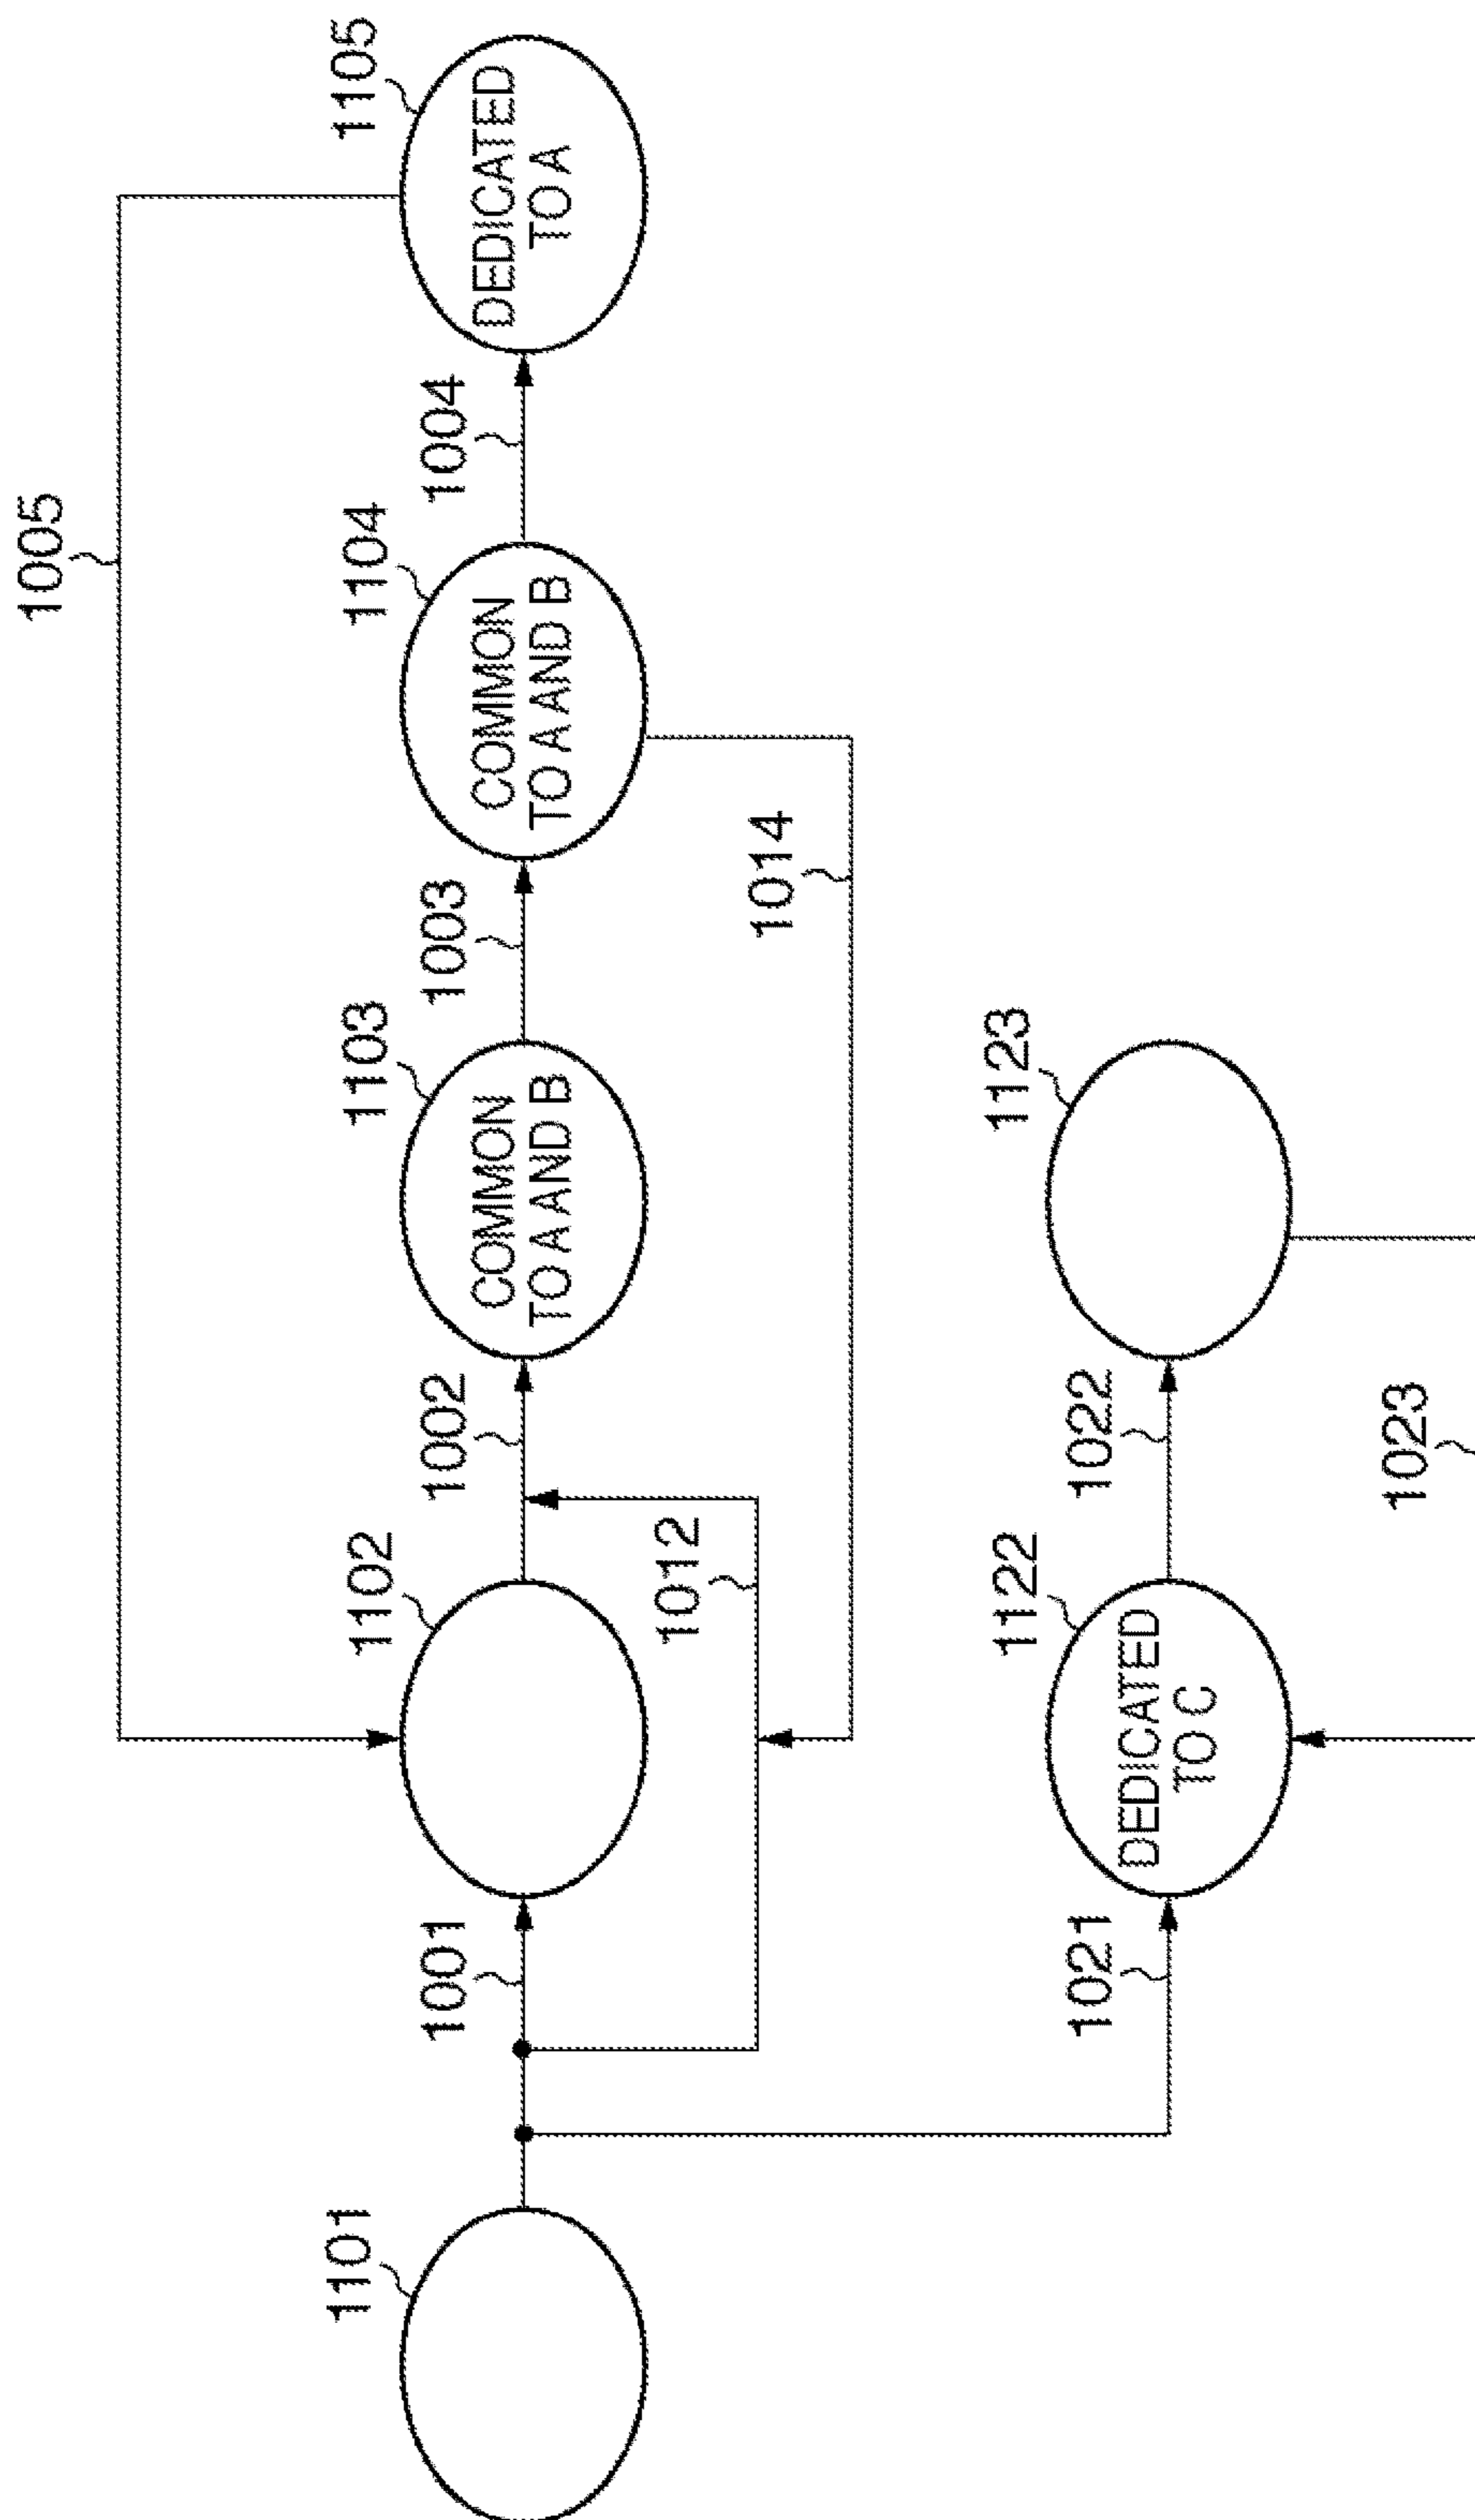 1005
1101
1001
1102
1002
1103
COMMON
TO A AND B
1003
1104
COMMON
TO A AND B
1004
1105
DEDICATED
TO A
1012
1014
1021
1122
DEDICATED
TO C
1022
1123
1023